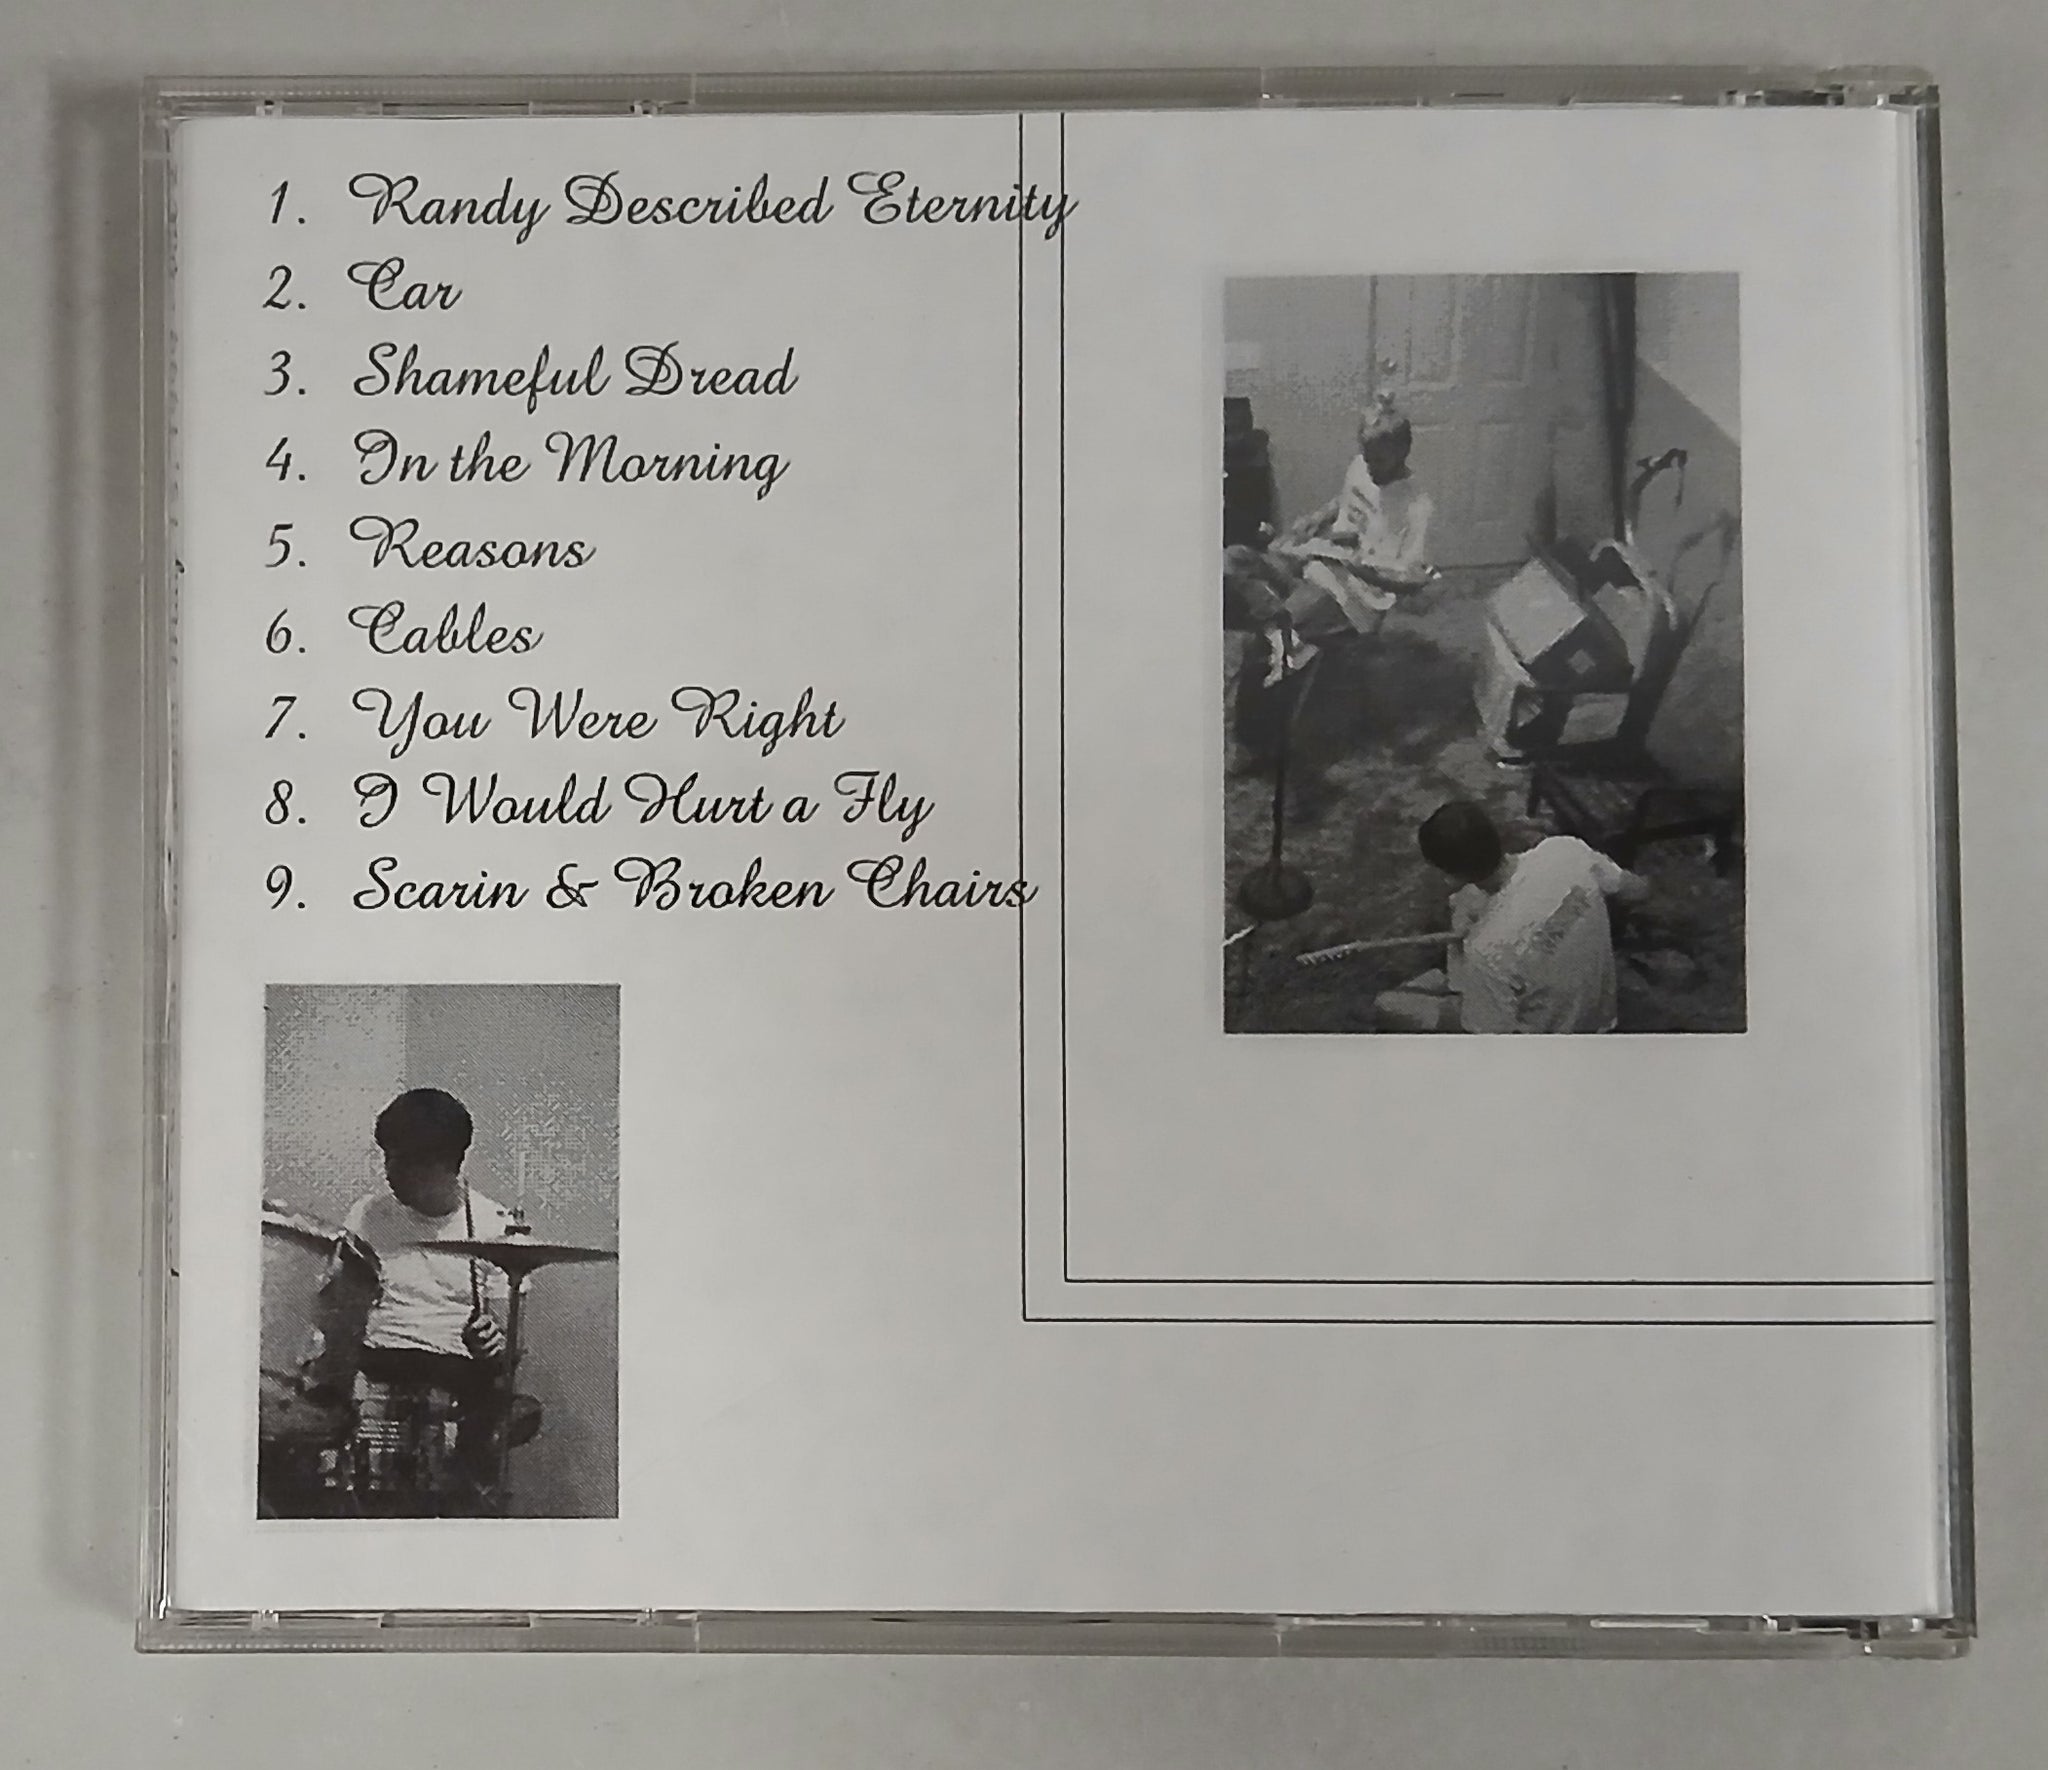 1. Randy Described Eternity
2. Car
3. Shameful Dread
4. In the Morning
5. Reasons
6. Cables
7. You Were Right
8. I Would Hurt a Fly
9. Scarin & Broken Chairs